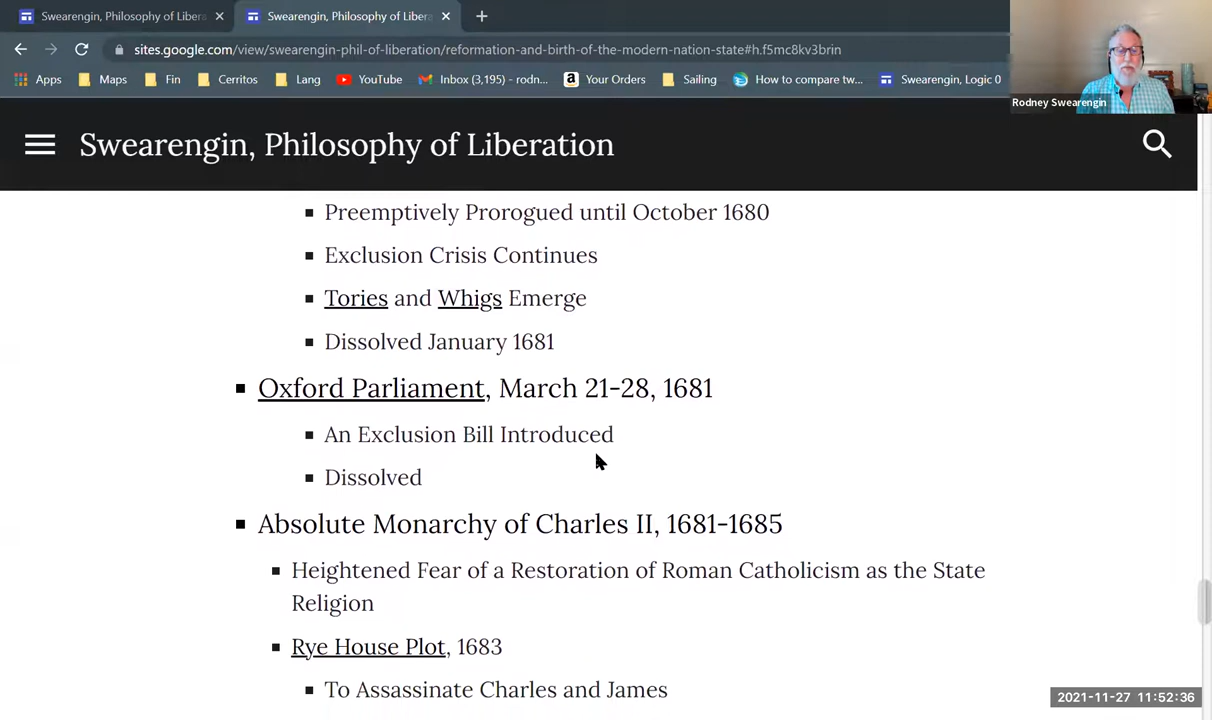 Swearengin, Philosophy of Libera
Swearengin, Philosophy of Libera
sites.google.com/view/swearengin-phil-of-liberation/reformation-and-birth-of-the-modern-nation-state#h.f5mc8kv3brin
Apps Maps Fin Cerritos Lang YouTube Inbox (3,195) - rodn... Your Orders Sailing How to compare tw... Swearengin, Logic 0
Rodney Swearengin
Swearengin, Philosophy of Liberation
Preemptively Prorogued until October 1680
Exclusion Crisis Continues
Tories and Whigs Emerge
Dissolved January 1681
Oxford Parliament, March 21-28, 1681
An Exclusion Bill Introduced
Dissolved
Absolute Monarchy of Charles II, 1681-1685
Heightened Fear of a Restoration of Roman Catholicism as the State
Religion
Rye House Plot, 1683
To Assassinate Charles and James
2021-11-27 11:52:36